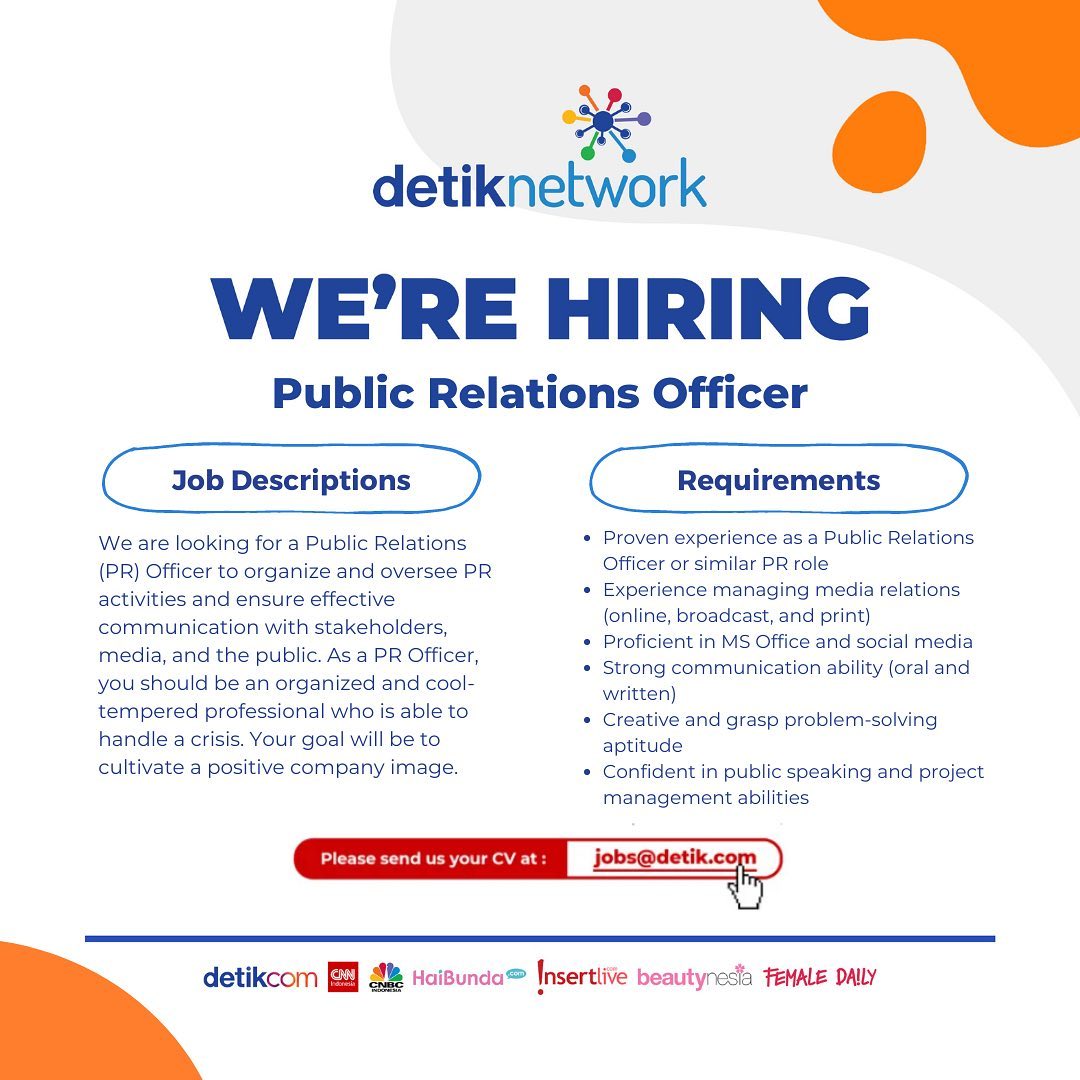 detiknetwork
WE'RE HIRING
Public Relations Officer
Job Descriptions
We are looking for a Public Relations
(PR) Officer to organize and oversee PR
activities and ensure effective
communication with stakeholders,
media, and the public. As a PR Officer,
you should be an organized and cool-
tempered professional who is able to
handle a crisis. Your goal will be to
cultivate a positive company image.
Requirements
• Proven experience as a Public Relations
Officer or similar PR role
• Experience managing media relations
(online, broadcast, and print)
• Proficient in MS Office and social media
• Strong communication ability (oral and
written)
• Creative and grasp problem-solving
aptitude
• Confident in public speaking and project
management abilities
Please send us your CV at : jobs@detik.com
detikcom CNN Indonesia CNBC INDONESIA HaiBunda.com Insertlive.com beautynesia FEMALE DAILY